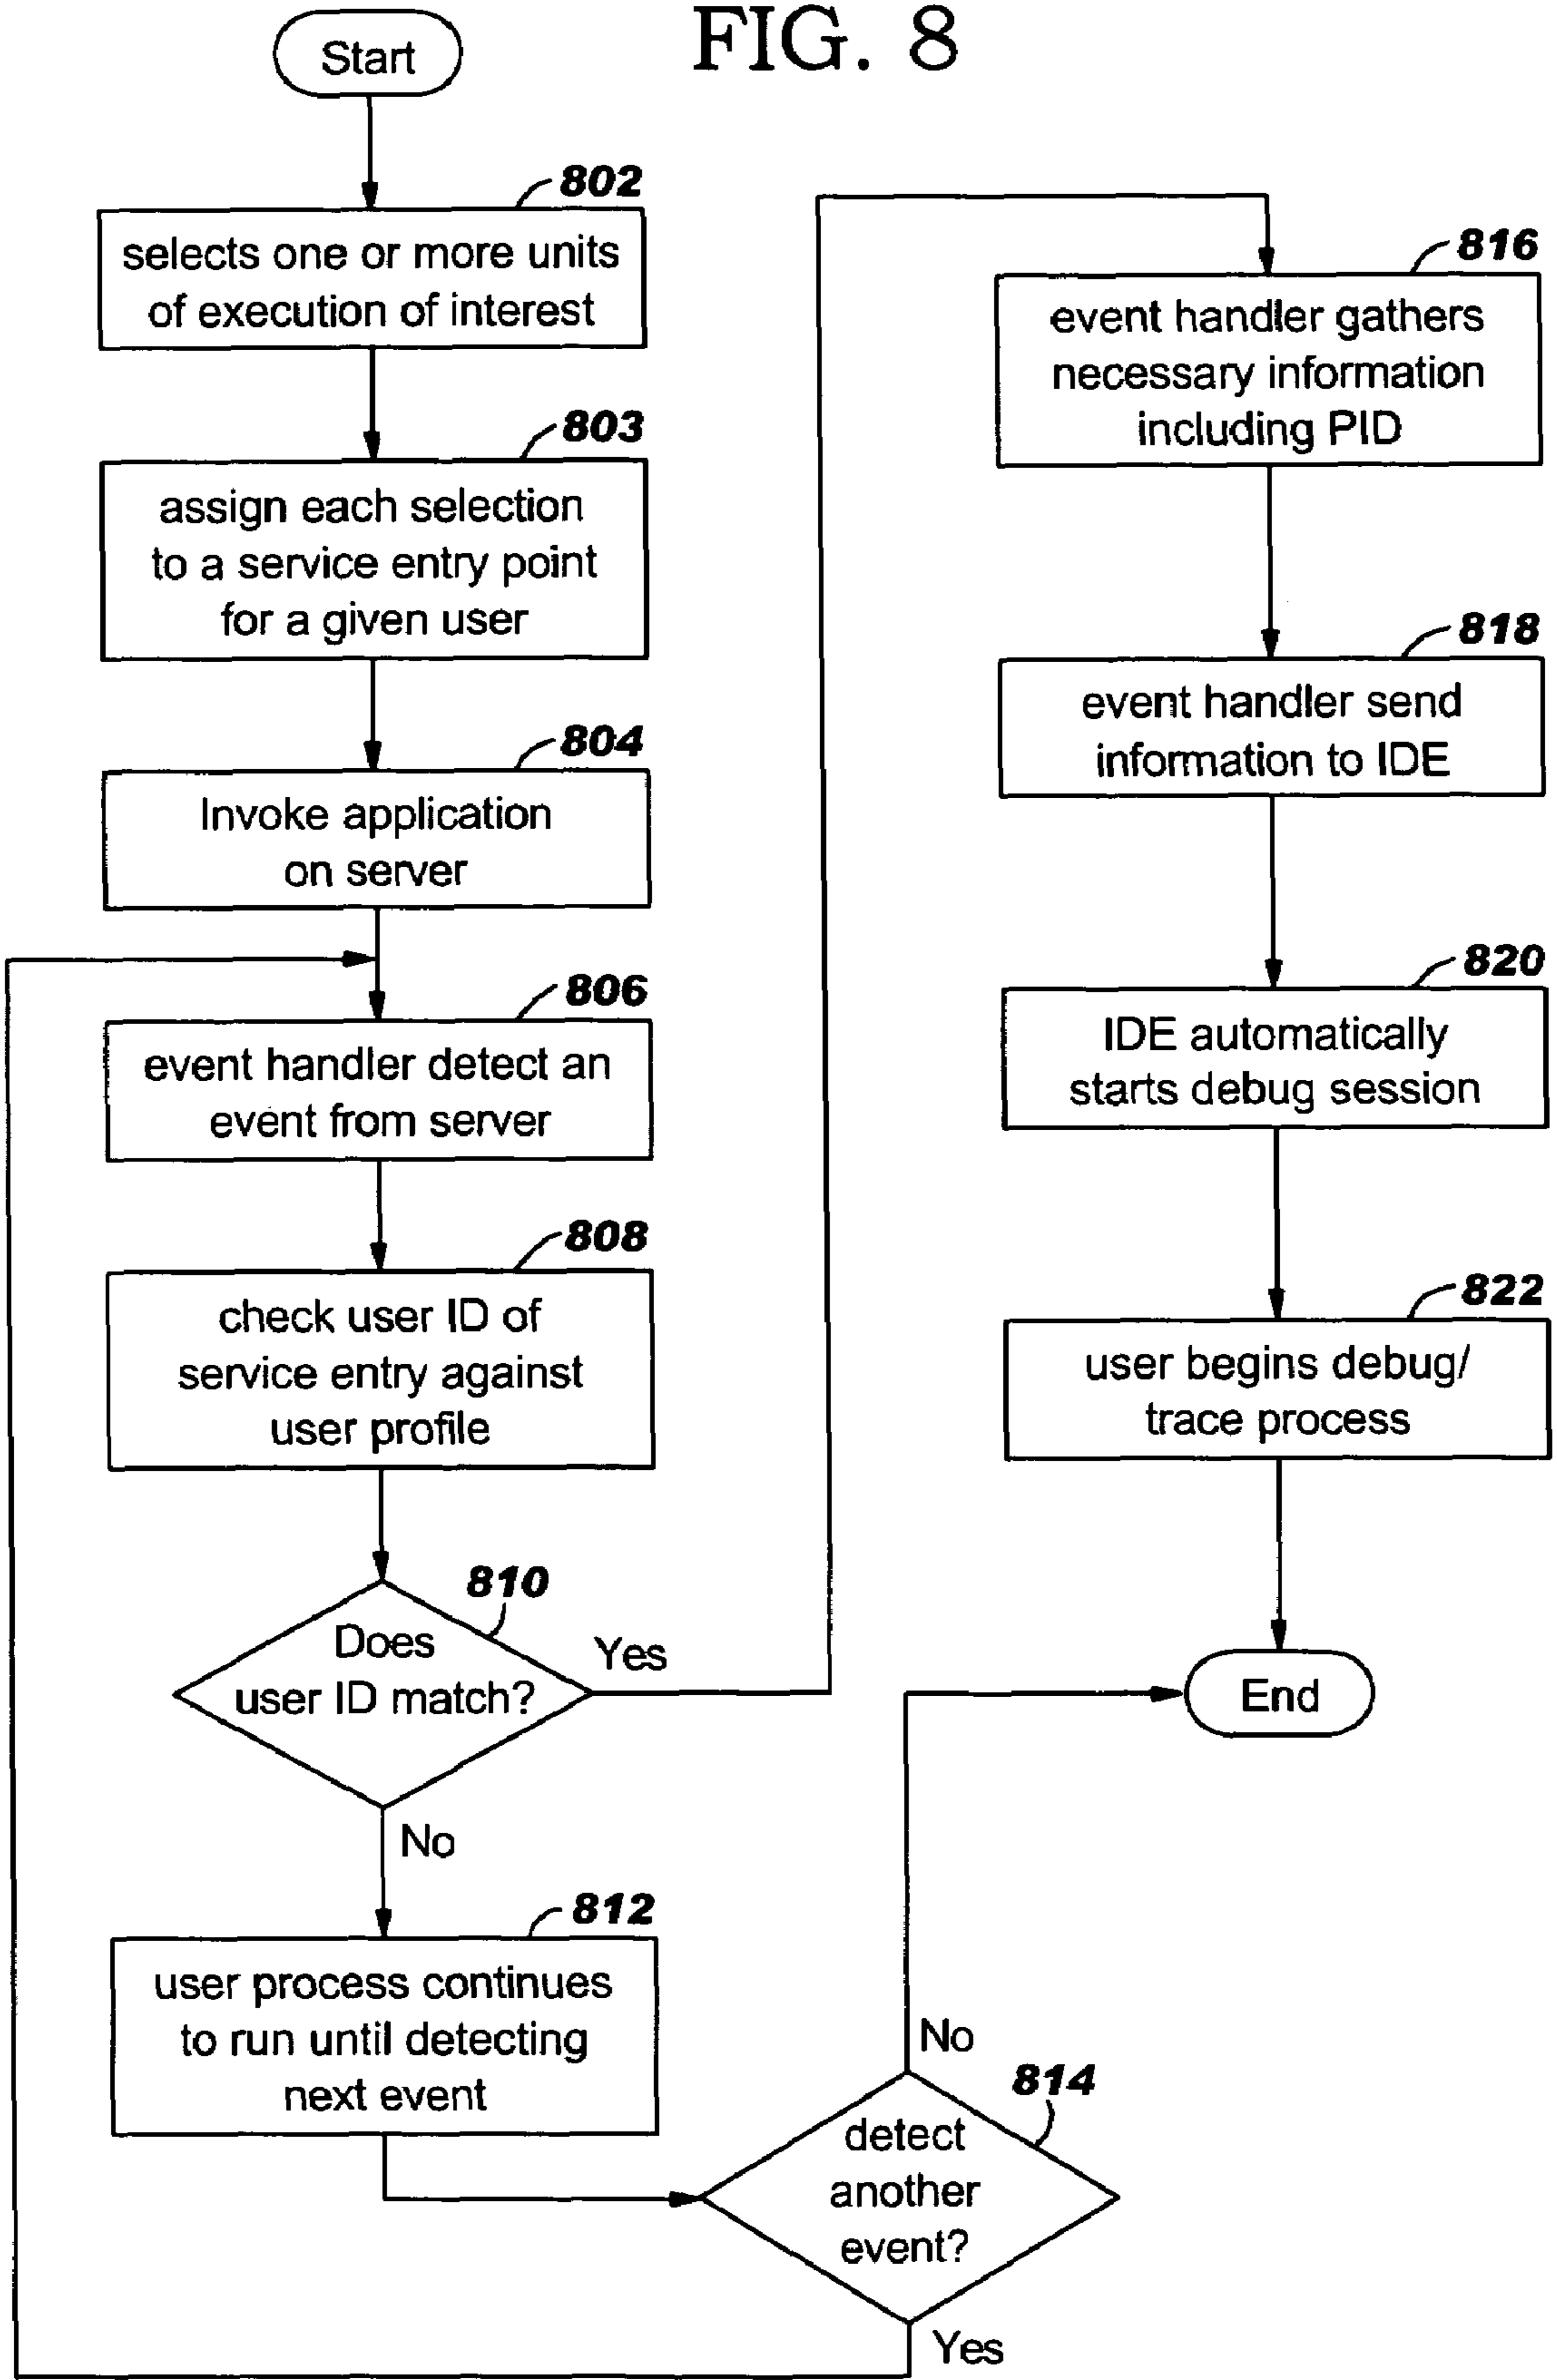 FIG. 8
Start
802
selects one or more units
of execution of interest
803
assign each selection
to a service entry point
for a given user
804
Invoke application
on server
806
event handler detect an
event from server
808
check user ID of
service entry against
user profile
810
Does
user ID match?
Yes
No
812
user process continues
to run until detecting
next event
814
detect
another
event?
No
Yes
816
event handler gathers
necessary information
including PID
818
event handler send
information to IDE
820
IDE automatically
starts debug session
822
user begins debug/
trace process
End